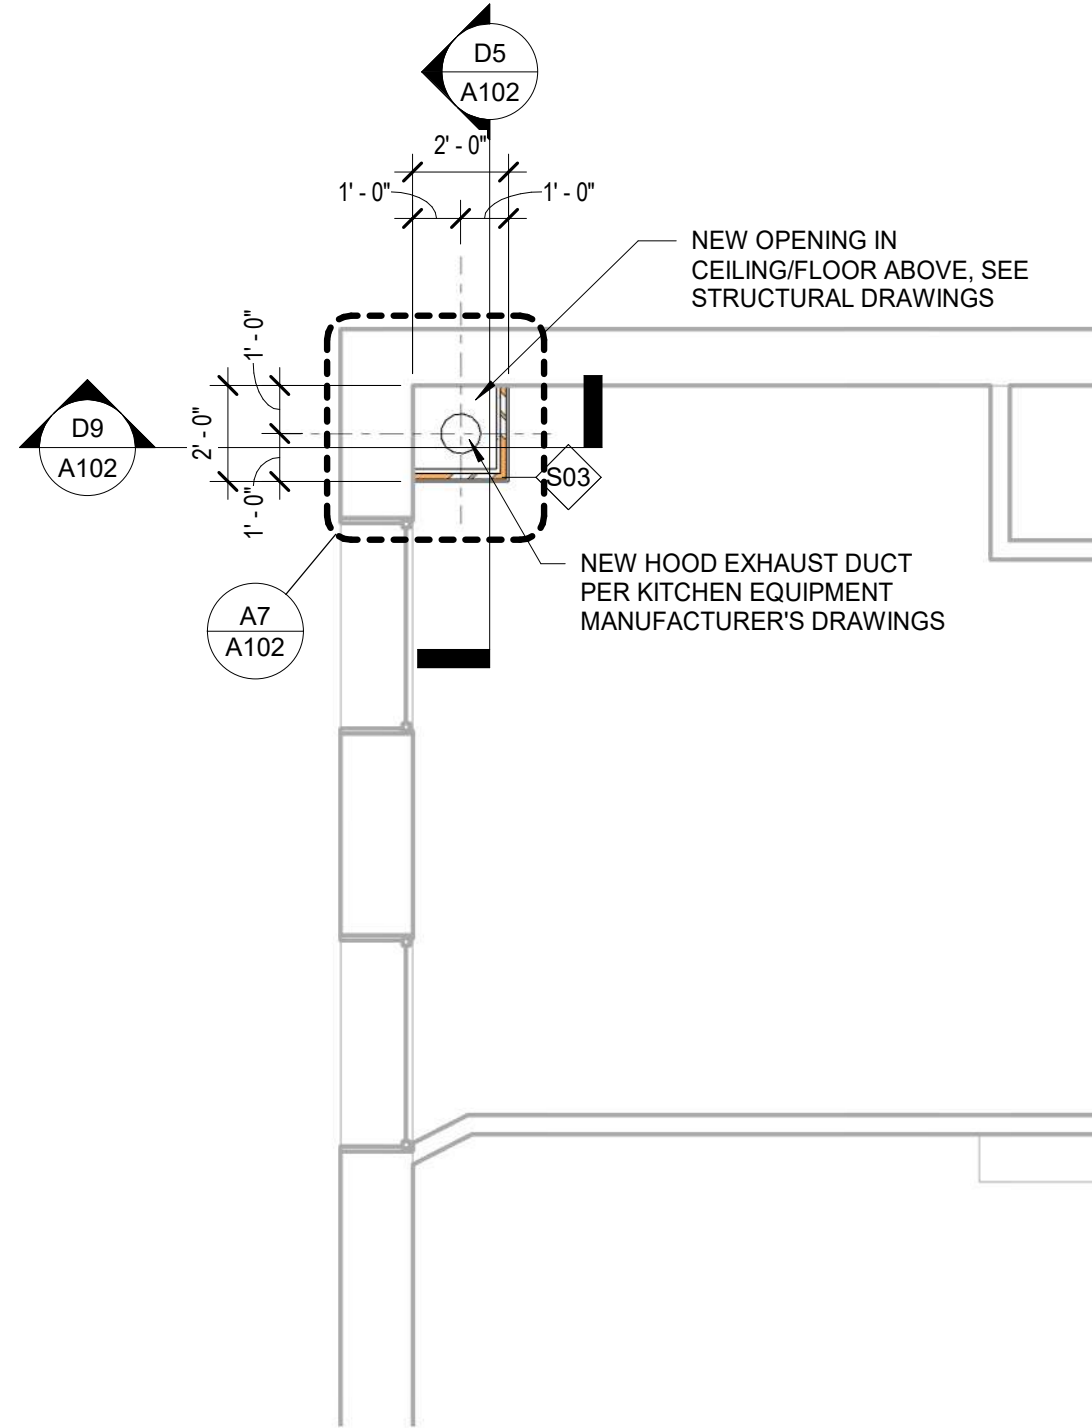 D5
A102
2' - 0"
1' - 0"
1' - 0"
NEW OPENING IN
CEILING/FLOOR ABOVE, SEE
STRUCTURAL DRAWINGS
1' - 0"
2' - 0"
1' - 0"
D9
A102
S03
NEW HOOD EXHAUST DUCT
PER KITCHEN EQUIPMENT
MANUFACTURER'S DRAWINGS
A7
A102